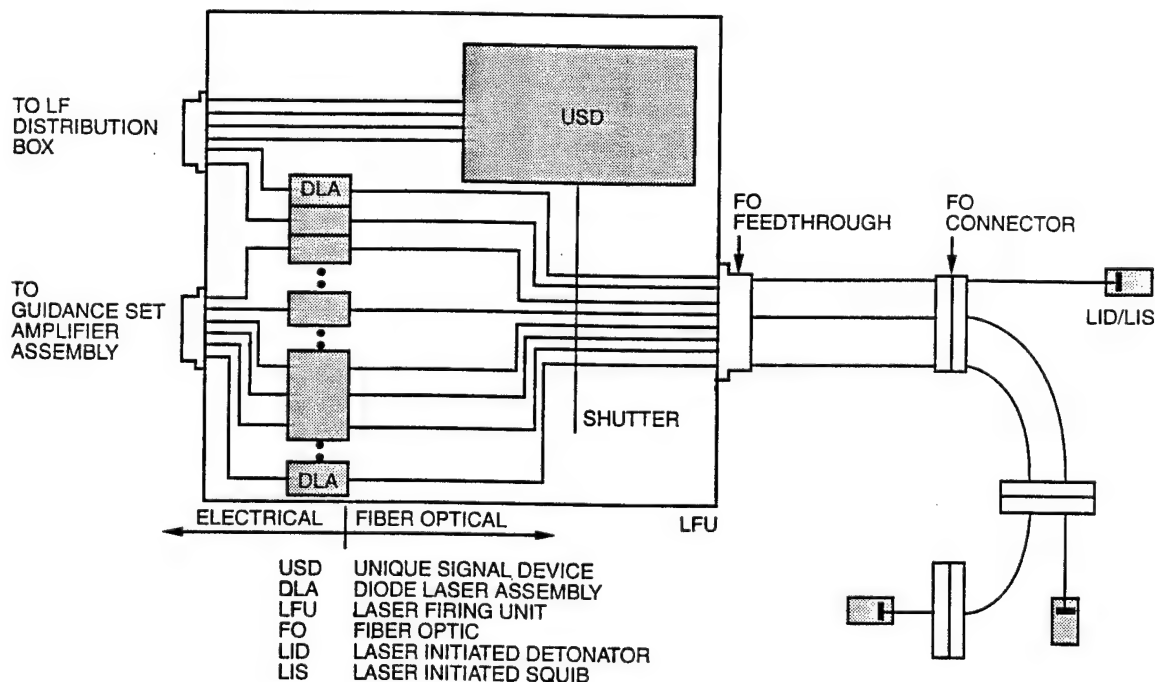 USD
TO LF
DISTRIBUTION
BOX
DLA
FO
FEEDTHROUGH
FO
CONNECTOR
TO
GUIDANCE SET
AMPLIFIER
ASSEMBLY
LID/LIS
SHUTTER
DLA
ELECTRICAL
FIBER OPTICAL
LFU
USD UNIQUE SIGNAL DEVICE
DLA DIODE LASER ASSEMBLY
LFU LASER FIRING UNIT
FO FIBER OPTIC
LID LASER INITIATED DETONATOR
LIS LASER INITIATED SQUIB